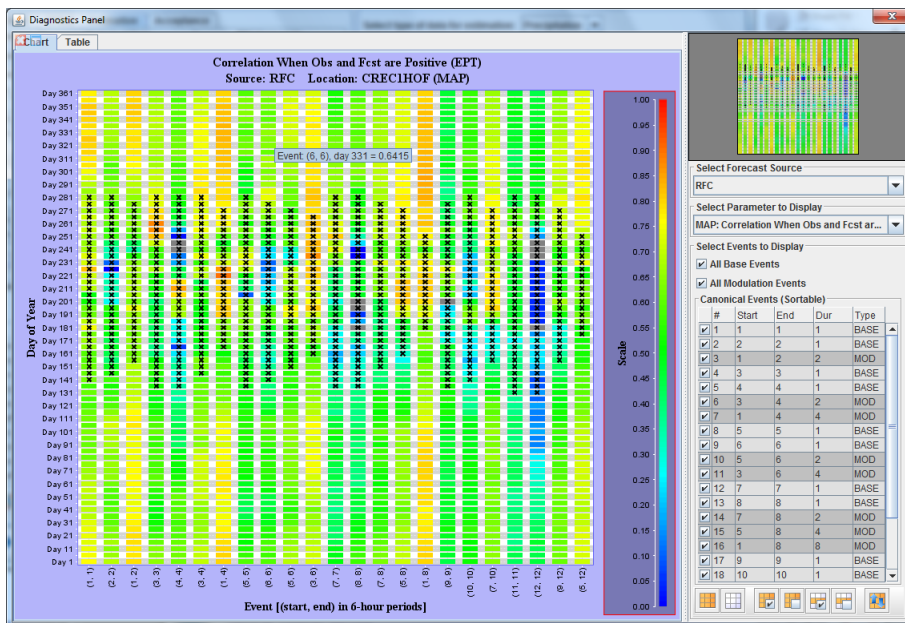 Diagnostics Panel
Chart
Table
Correlation When Obs and Fcst are Positive (EPT)
Source: RFC Location: CREC1HOF (MAP)
Day of Year
Day 361
Day 351
Day 341
Day 331
Day 321
Day 311
Day 301
Day 291
Day 281
Day 271
Day 261
Day 251
Day 241
Day 231
Day 221
Day 211
Day 201
Day 191
Day 181
Day 171
Day 161
Day 151
Day 141
Day 131
Day 121
Day 111
Day 101
Day 91
Day 81
Day 71
Day 61
Day 51
Day 41
Day 31
Day 21
Day 11
Day 1
Event: (6, 6), day 331 = 0.6415
(1, 1)
(2, 2)
(1, 2)
(3, 3)
(4, 4)
(3, 4)
(1, 4)
(5, 5)
(6, 6)
(5, 6)
(3, 6)
(7, 7)
(8, 8)
(7, 8)
(5, 8)
(1, 8)
(9, 9)
(10, 10)
(7, 10)
(11, 11)
(12, 12)
(9, 12)
(5, 12)
Event [(start, end) in 6-hour periods]
Scale
1.00
0.95
0.90
0.85
0.80
0.75
0.70
0.65
0.60
0.55
0.50
0.45
0.40
0.35
0.30
0.25
0.20
0.15
0.10
0.05
0.00
Select Forecast Source
RFC
Select Parameter to Display
MAP: Correlation When Obs and Fcst ar...
Select Events to Display
All Base Events
All Modulation Events
Canonical Events (Sortable)
# Start End Dur Type
1 1 1 1 BASE
2 2 2 1 BASE
3 1 2 2 MOD
4 3 3 1 BASE
5 4 4 1 BASE
6 3 4 2 MOD
7 1 4 4 MOD
8 5 5 1 BASE
9 6 6 1 BASE
10 5 6 2 MOD
11 3 6 4 MOD
12 7 7 1 BASE
13 8 8 1 BASE
14 7 8 2 MOD
15 5 8 4 MOD
16 1 8 8 MOD
17 9 9 1 BASE
18 10 10 1 BASE